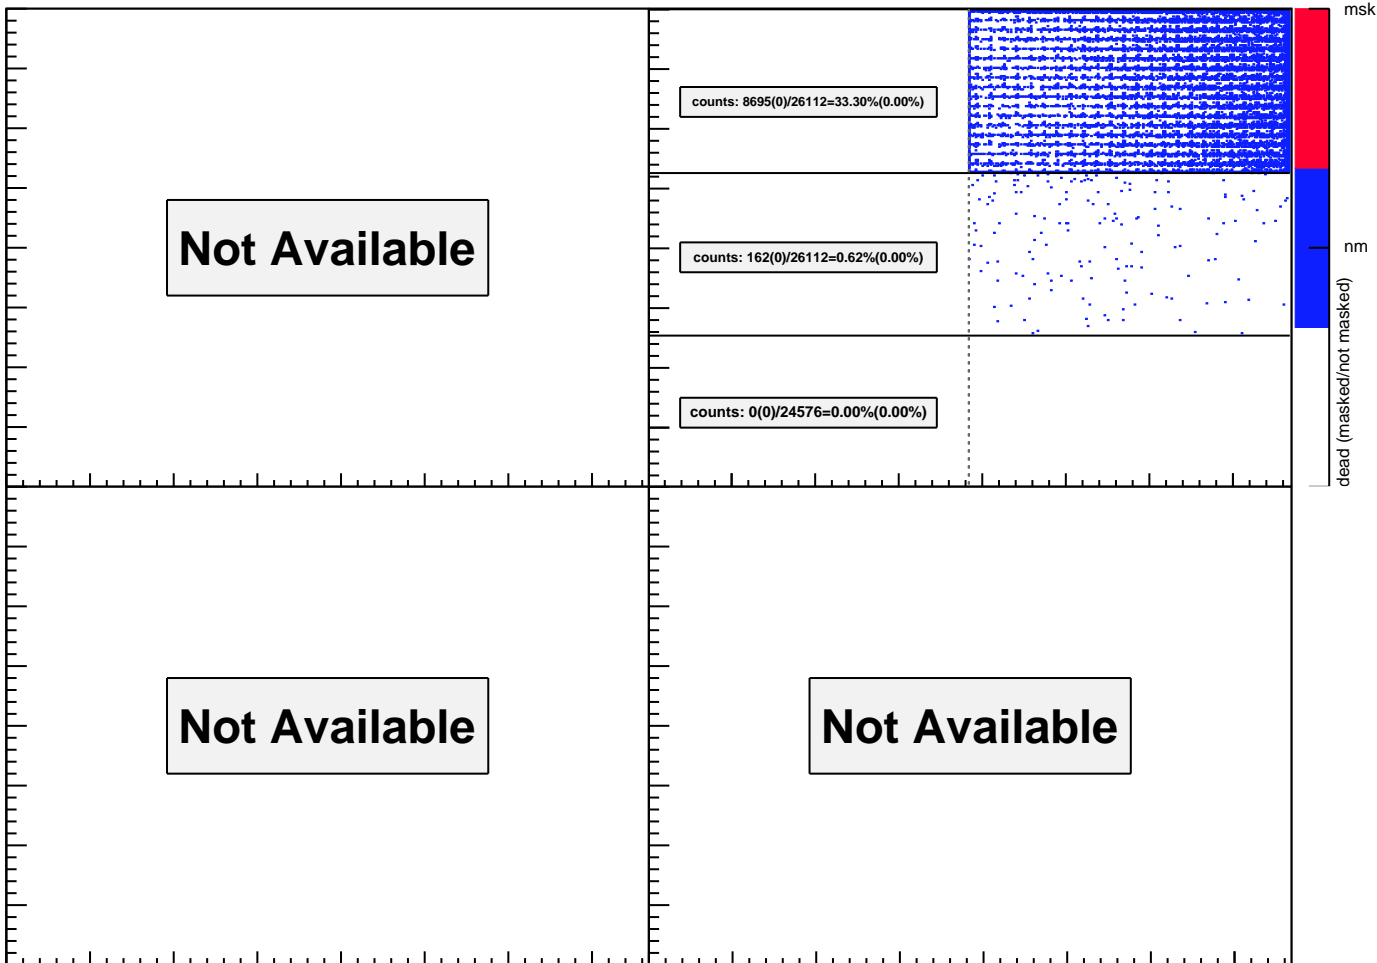 msk
counts: 8695(0)/26112=33.30%(0.00%)
Not Available
counts: 162(0)/26112=0.62%(0.00%)
nm
dead (masked/not masked)
counts: 0(0)/24576=0.00%(0.00%)
Not Available
Not Available